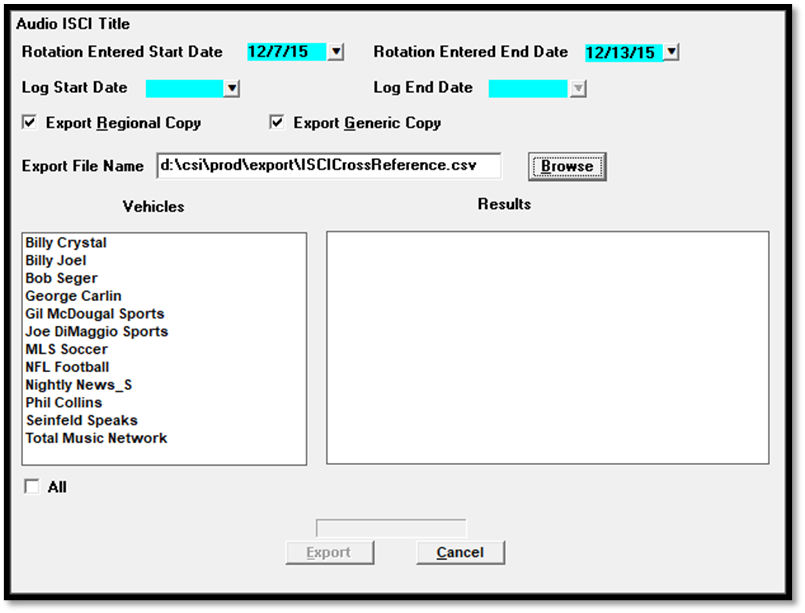 Audio ISCI Title
Rotation Entered Start Date 12/7/15 Rotation Entered End Date 12/13/15
Log Start Date Log End Date
Export Regional Copy Export Generic Copy
Export File Name d:\csi\prod\export\ISCICrossReference.csv Browse
Vehicles Results
Billy Crystal
Billy Joel
Bob Seger
George Carlin
Gil McDougal Sports
Joe DiMaggio Sports
MLS Soccer
NFL Football
Nightly News_S
Phil Collins
Seinfeld Speaks
Total Music Network
All
Export Cancel